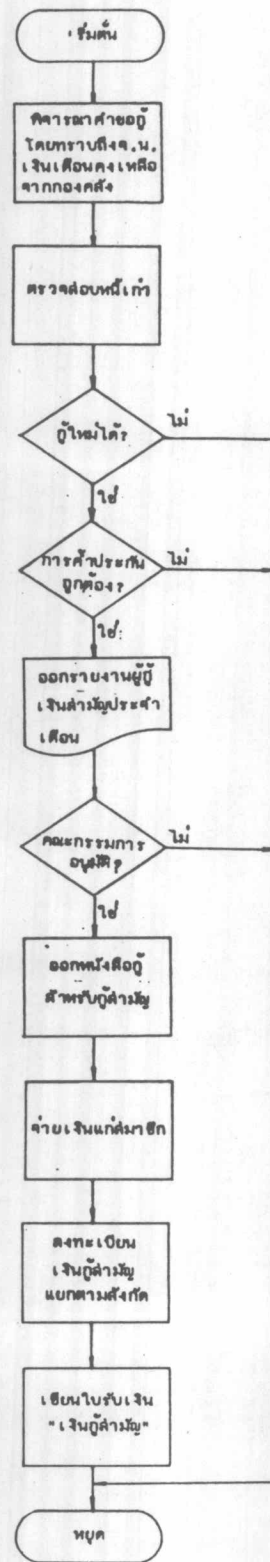 เริ่มต้น
พิจารณาคำขอกู้
โดยทราบถึงจ.น.
เงินเดือนคงเหลือ
จากกองคลัง
ตรวจสอบหนี้เก่า
กู้ใหม่ได้?
ไม่
ใช่
การค้ำประกัน
ถูกต้อง?
ไม่
ใช่
ออกรายงานผู้กู้
เงินสามัญประจำ
เดือน
คณะกรรมการ
อนุมัติ?
ไม่
ใช่
ออกหนังสือกู้
สำหรับกู้สามัญ
จ่ายเงินแก่สมาชิก
ลงทะเบียน
เงินกู้สามัญ
แยกตามสังกัด
เขียนใบรับเงิน
"เงินกู้สามัญ"
หยุด